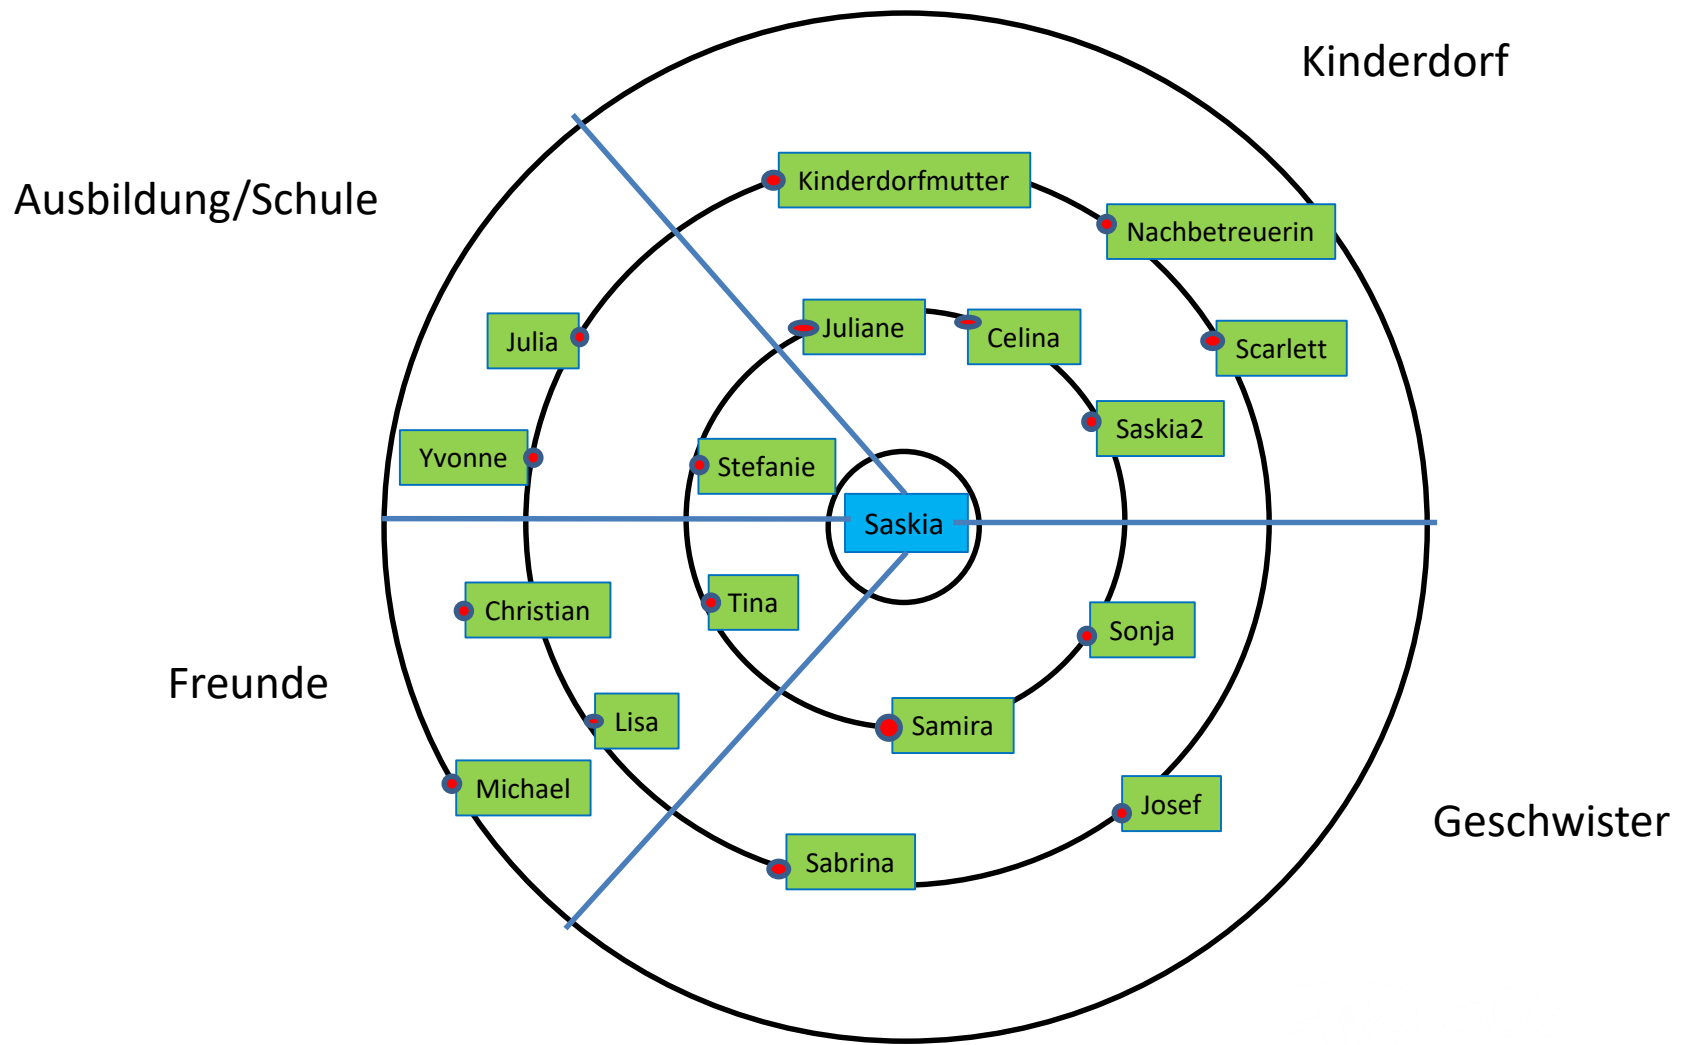 Kinderdorf
Ausbildung/Schule
Kinderdorfmutter
Nachbetreuerin
Julia
Juliane
Celina
Scarlett
Saskia2
Yvonne
Stefanie
Saskia
Christian
Tina
Sonja
Freunde
Lisa
Samira
Michael
Josef
Geschwister
Sabrina